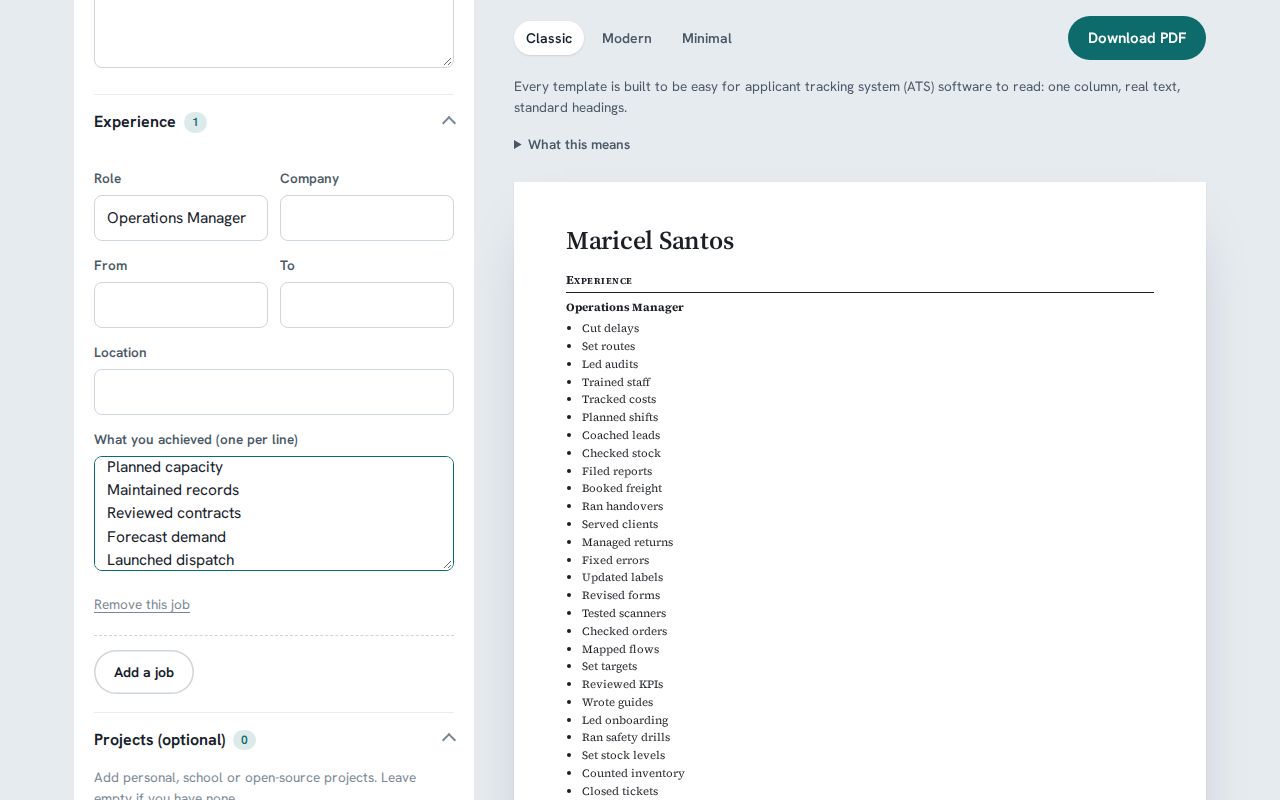 Experience 1
Role Company
Operations Manager
From To
Location
What you achieved (one per line)
Planned capacity
Maintained records
Reviewed contracts
Forecast demand
Launched dispatch
Remove this job
Add a job
Projects (optional) 0
Add personal, school or open-source projects. Leave
empty if you have none.
Classic Modern Minimal Download PDF
Every template is built to be easy for applicant tracking system (ATS) software to read: one column, real text,
standard headings.
What this means
Maricel Santos
Experience
Operations Manager
• Cut delays
• Set routes
• Led audits
• Trained staff
• Tracked costs
• Planned shifts
• Coached leads
• Checked stock
• Filed reports
• Booked freight
• Ran handovers
• Served clients
• Managed returns
• Fixed errors
• Updated labels
• Revised forms
• Tested scanners
• Checked orders
• Mapped flows
• Set targets
• Reviewed KPIs
• Wrote guides
• Led onboarding
• Ran safety drills
• Set stock levels
• Counted inventory
• Closed tickets